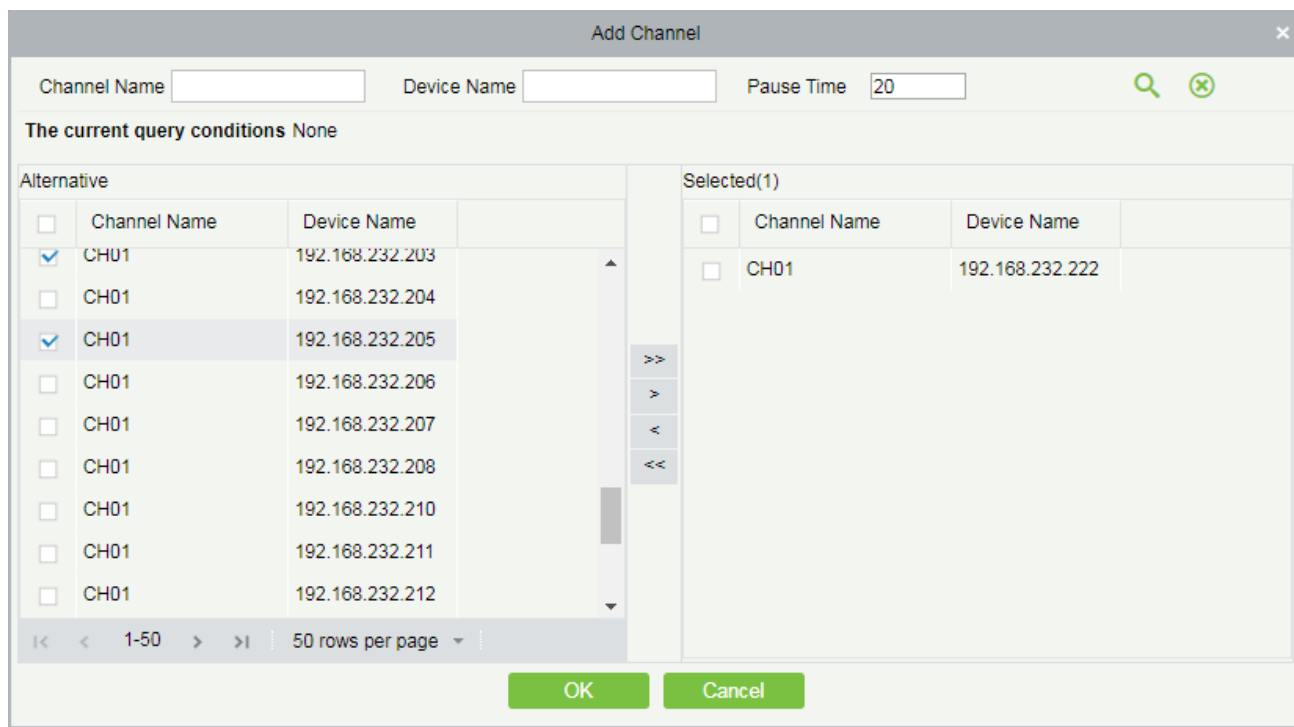 Add Channel
Channel Name Device Name Pause Time 20
The current query conditions None
Alternative Selected(1)
Channel Name Device Name Channel Name Device Name
CH01 192.168.232.203
CH01 192.168.232.222
CH01 192.168.232.204
CH01 192.168.232.205
>>
CH01 192.168.232.206
>
CH01 192.168.232.207
<
CH01 192.168.232.208
<<
CH01 192.168.232.210
CH01 192.168.232.211
CH01 192.168.232.212
|< < 1-50 > >| 50 rows per page
OK Cancel